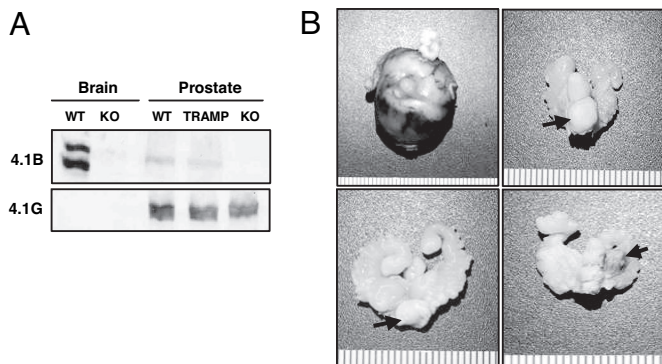 A
B
Brain Prostate
WT KO WT TRAMP KO
4.1B
4.1G